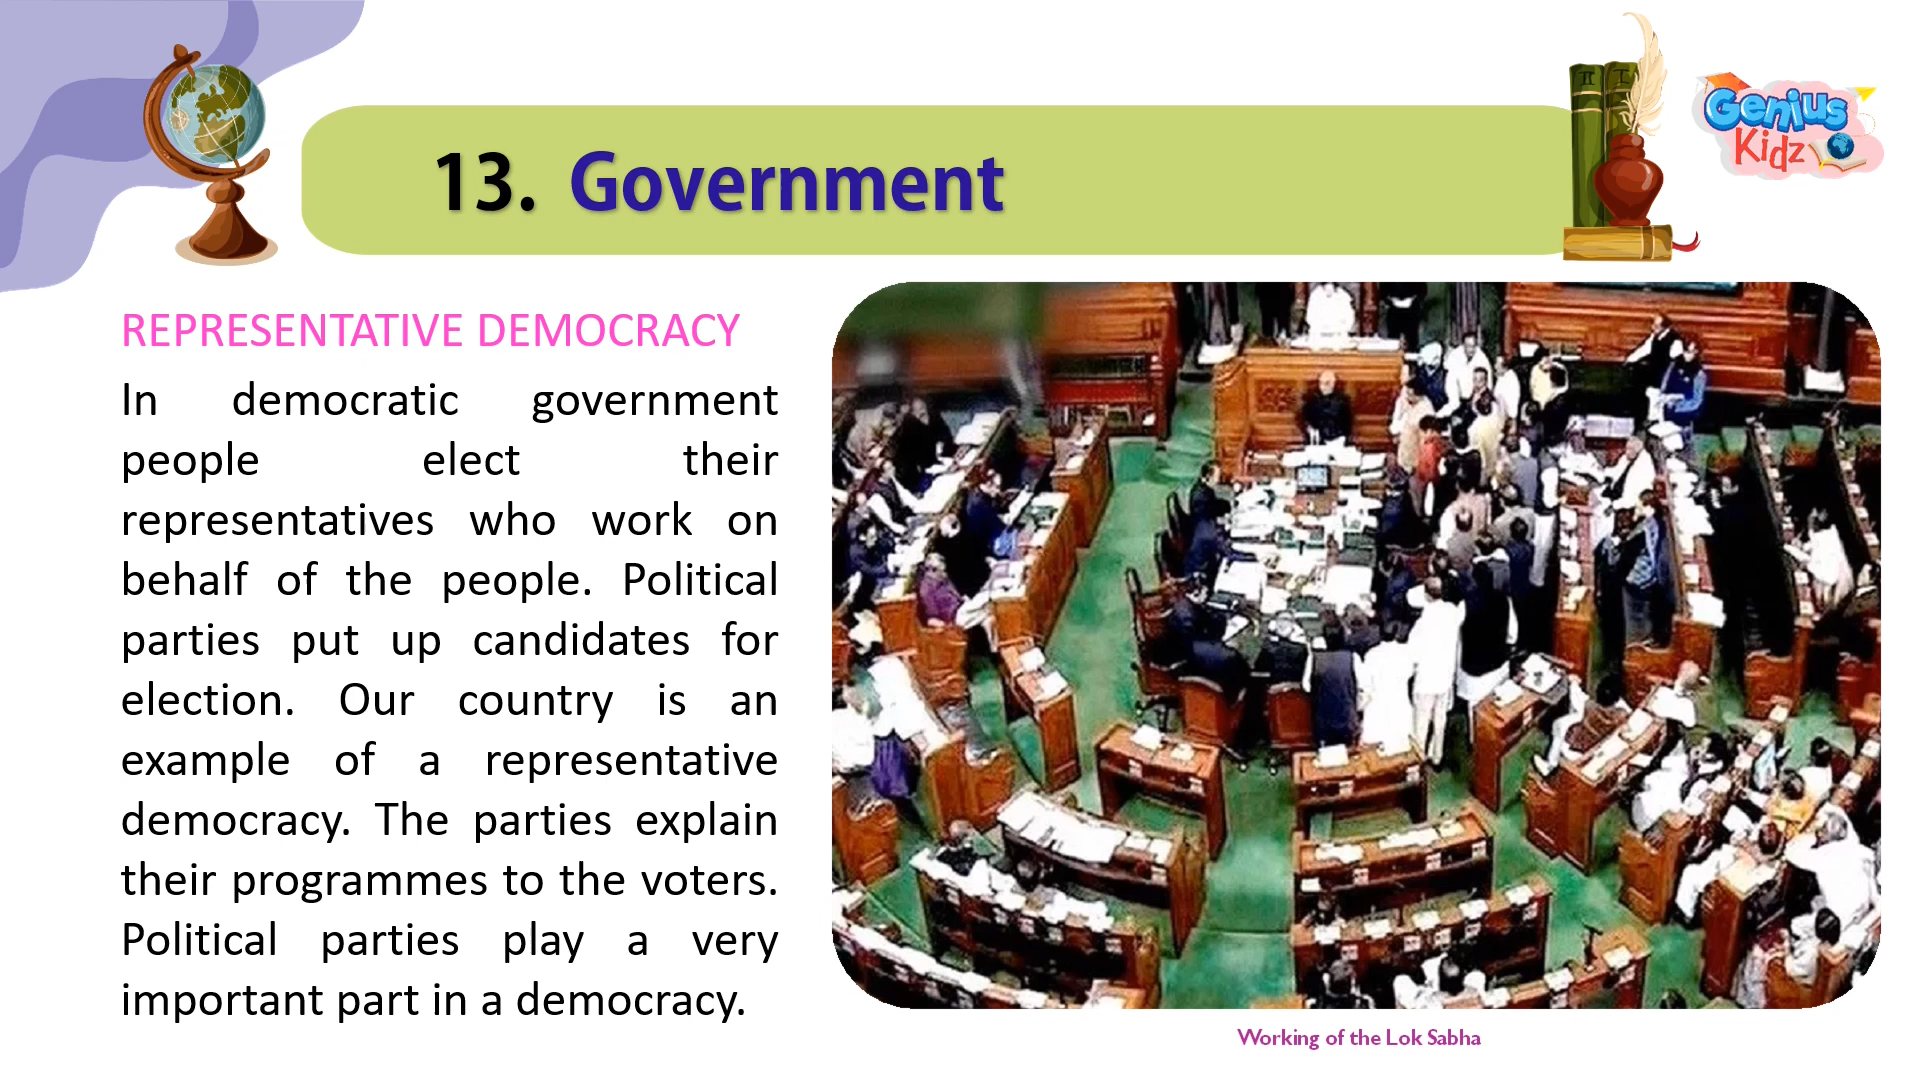 13. Government
Genius
Kidz
REPRESENTATIVE DEMOCRACY
In democratic government
people elect their
representatives who work on
behalf of the people. Political
parties put up candidates for
election. Our country is an
example of a representative
democracy. The parties explain
their programmes to the voters.
Political parties play a very
important part in a democracy.
Working of the Lok Sabha